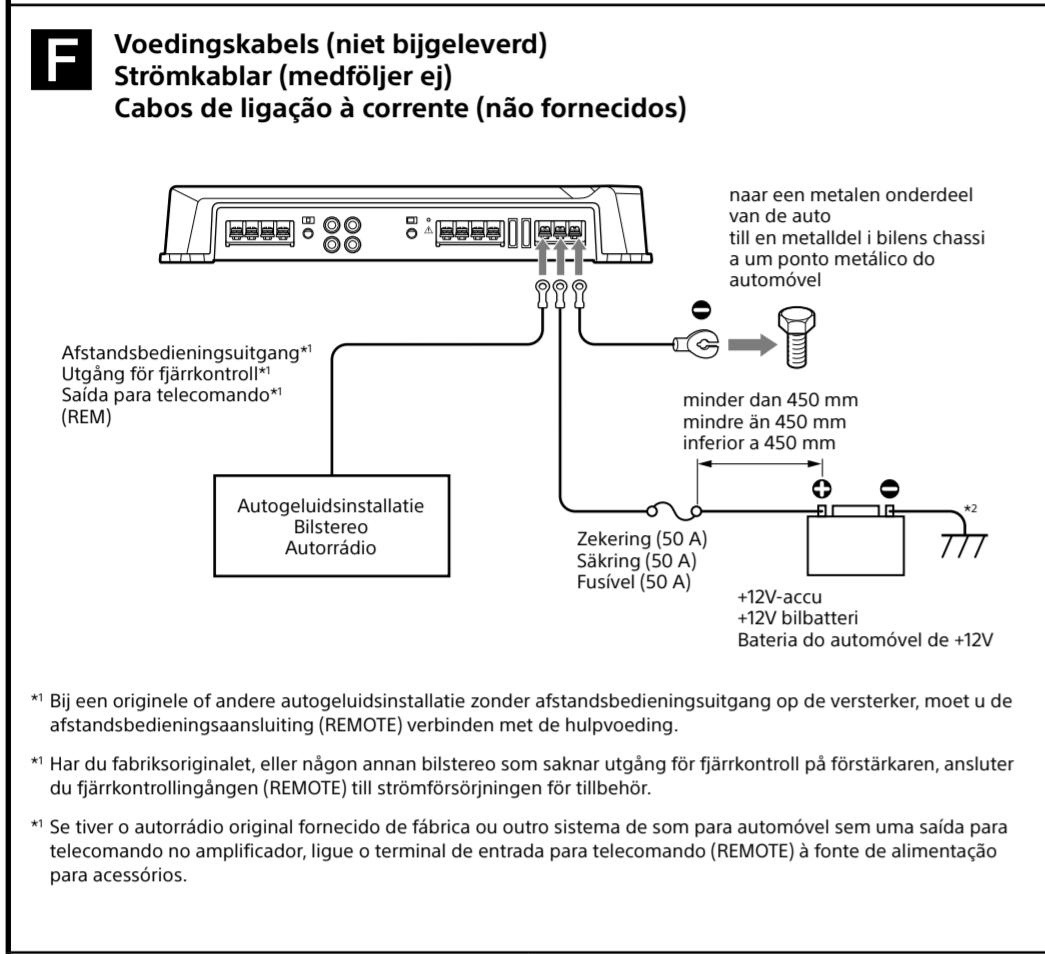 F
Voedingskabels (niet bijgeleverd)
Strömkablar (medföljer ej)
Cabos de ligação à corrente (não fornecidos)
naar een metalen onderdeel
van de auto
till en metalldel i bilens chassi
a um ponto metálico do
automóvel
Afstandsbedieningsuitgang*1
Utgång för fjärrkontroll*1
Saída para telecomando*1
(REM)
minder dan 450 mm
mindre än 450 mm
inferior a 450 mm
Autogeluidsinstallatie
Bilstereo
Autorrádio
*2
Zekering (50 A)
Säkring (50 A)
Fusível (50 A)
+12V-accu
+12V bilbatteri
Bateria do automóvel de +12V
*1 Bij een originele of andere autogeluidsinstallatie zonder afstandsbedieningsuitgang op de versterker, moet u de
afstandsbedieningsaansluiting (REMOTE) verbinden met de hulpvoeding.
*1 Har du fabriksoriginalet, eller någon annan bilstereo som saknar utgång för fjärrkontroll på förstärkaren, ansluter
du fjärrkontrollingången (REMOTE) till strömförsörjningen för tillbehör.
*1 Se tiver o autorrádio original fornecido de fábrica ou outro sistema de som para automóvel sem uma saída para
telecomando no amplificador, ligue o terminal de entrada para telecomando (REMOTE) à fonte de alimentação
para acessórios.